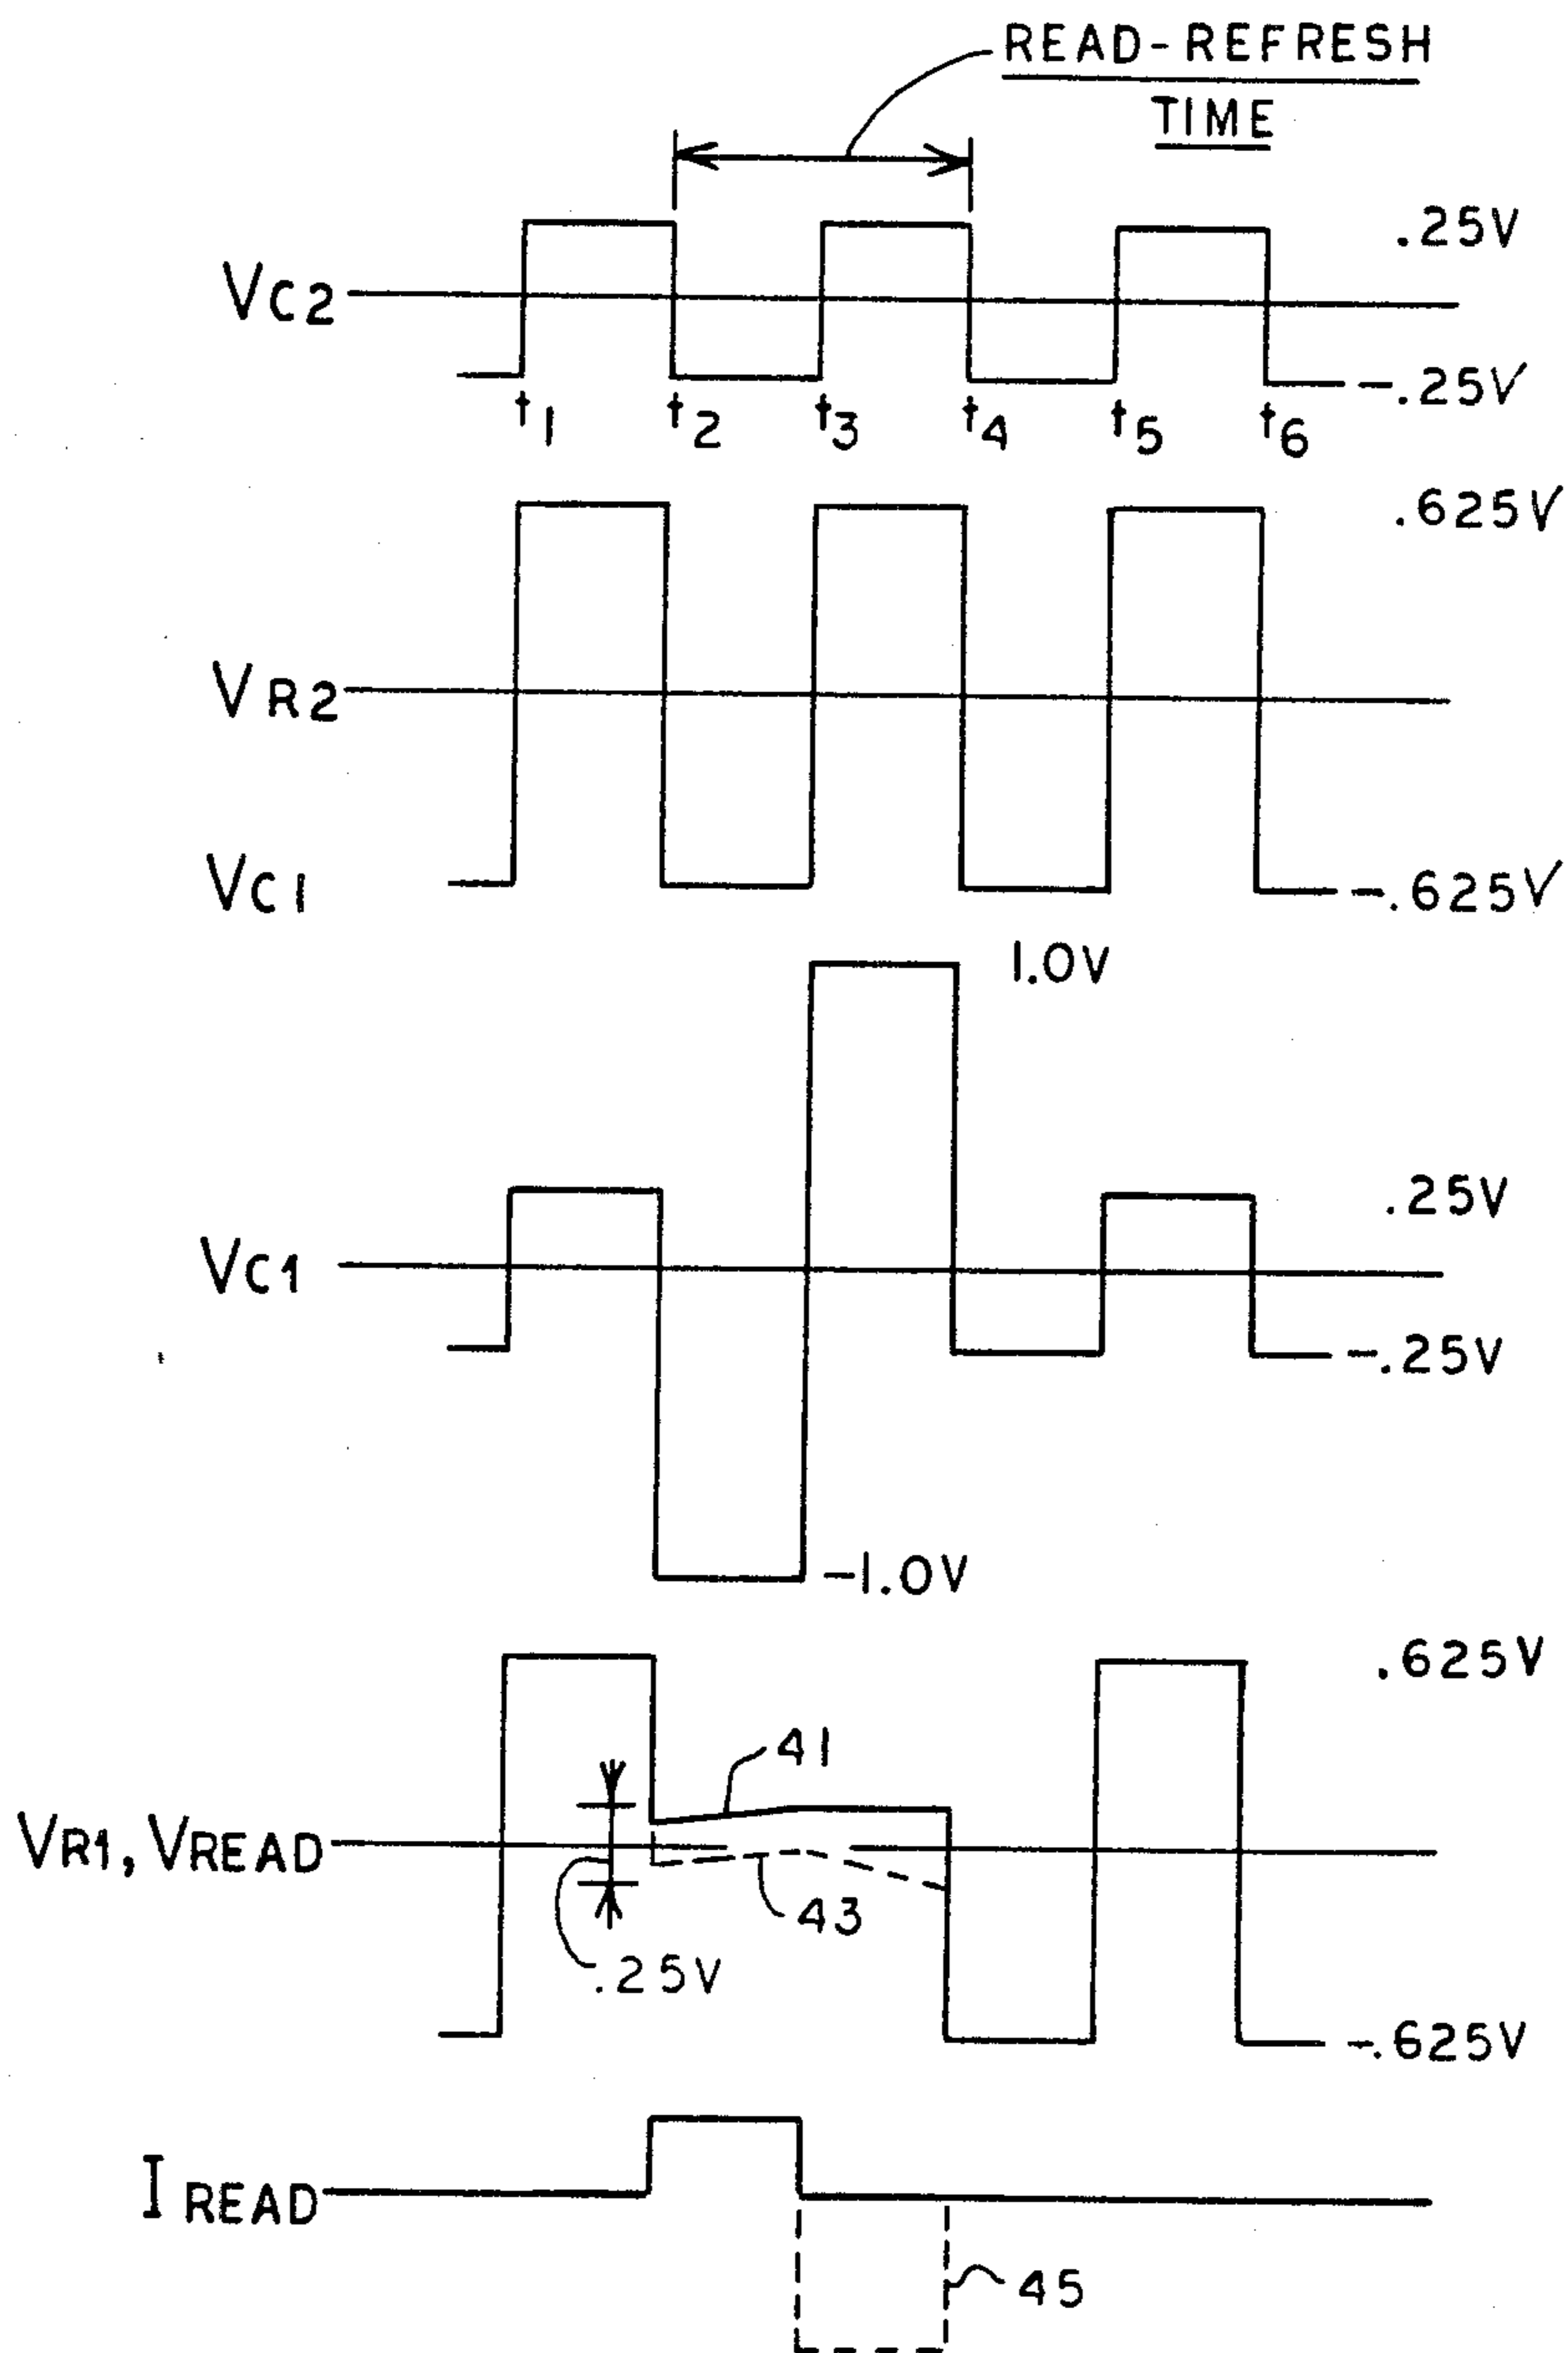 READ-REFRESH
TIME
.25V
VC2
-.25V
t1 t2 t3 t4 t5 t6
.625V
VR2
VC1
-.625V
1.0V
.25V
VC1
-.25V
-1.0V
.625V
41
VR1, VREAD
43
.25V
-.625V
IREAD
45